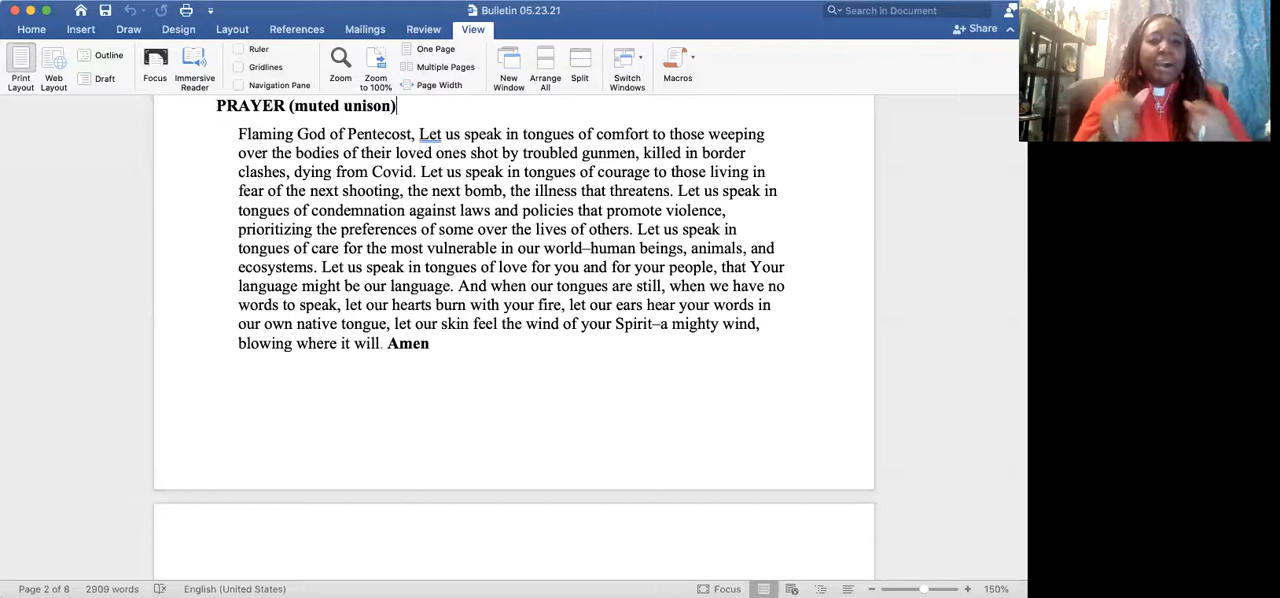 Bulletin 05.23.21
Search in Document
Home Insert Draw Design Layout References Mailings Review View
Share
Print Layout
Web Layout
Outline
Draft
Focus
Immersive Reader
Ruler
Gridlines
Navigation Pane
Zoom
Zoom to 100%
One Page
Multiple Pages
Page Width
New Window
Arrange All
Split
Switch Windows
Macros
PRAYER (muted unison)
Flaming God of Pentecost, Let us speak in tongues of comfort to those weeping
over the bodies of their loved ones shot by troubled gunmen, killed in border
clashes, dying from Covid. Let us speak in tongues of courage to those living in
fear of the next shooting, the next bomb, the illness that threatens. Let us speak in
tongues of condemnation against laws and policies that promote violence,
prioritizing the preferences of some over the lives of others. Let us speak in
tongues of care for the most vulnerable in our world–human beings, animals, and
ecosystems. Let us speak in tongues of love for you and for your people, that Your
language might be our language. And when our tongues are still, when we have no
words to speak, let our hearts burn with your fire, let our ears hear your words in
our own native tongue, let our skin feel the wind of your Spirit–a mighty wind,
blowing where it will. Amen
Page 2 of 8 2909 words English (United States) Focus 150%